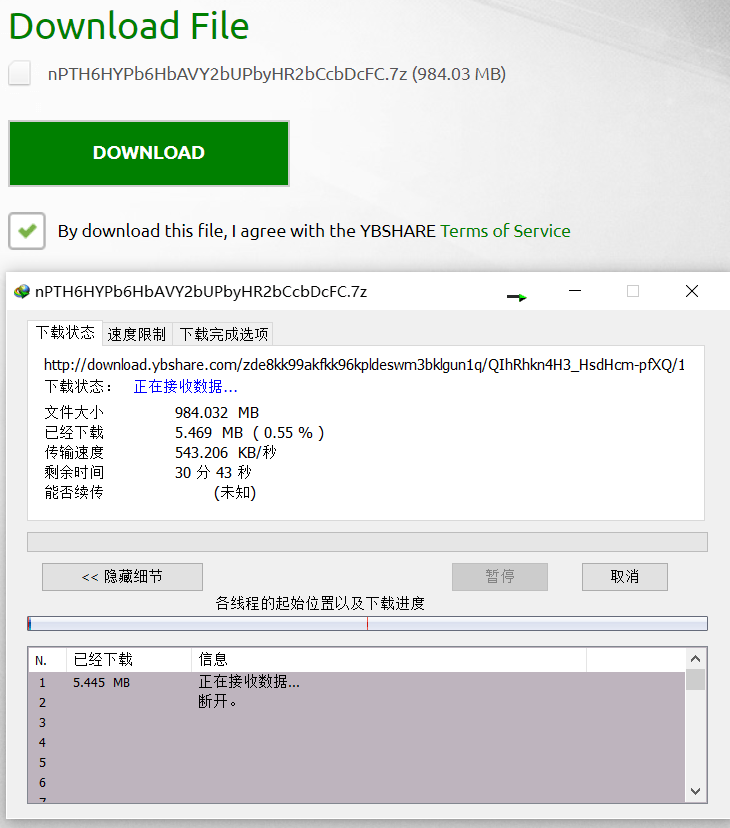 Download File
nPTH6HYPb6HbAVY2bUPbyHR2bCcbDcFC.7z (984.03 MB)
DOWNLOAD
By download this file, I agree with the YBSHARE Terms of Service
nPTH6HYPb6HbAVY2bUPbyHR2bCcbDcFC.7z
下载状态 速度限制 下载完成选项
http://download.ybshare.com/zde8kk99akfkk96kpldeswm3bklgun1q/QIhRhkn4H3_HsdHcm-pfXQ/1
下载状态： 正在接收数据...
文件大小 984.032 MB
已经下载 5.469 MB ( 0.55 % )
传输速度 543.206 KB/秒
剩余时间 30 分 43 秒
能否续传 (未知)
<< 隐藏细节 暂停 取消
各线程的起始位置以及下载进度
N. 已经下载 信息
1 5.445 MB 正在接收数据...
2 断开。
3
4
5
6
7